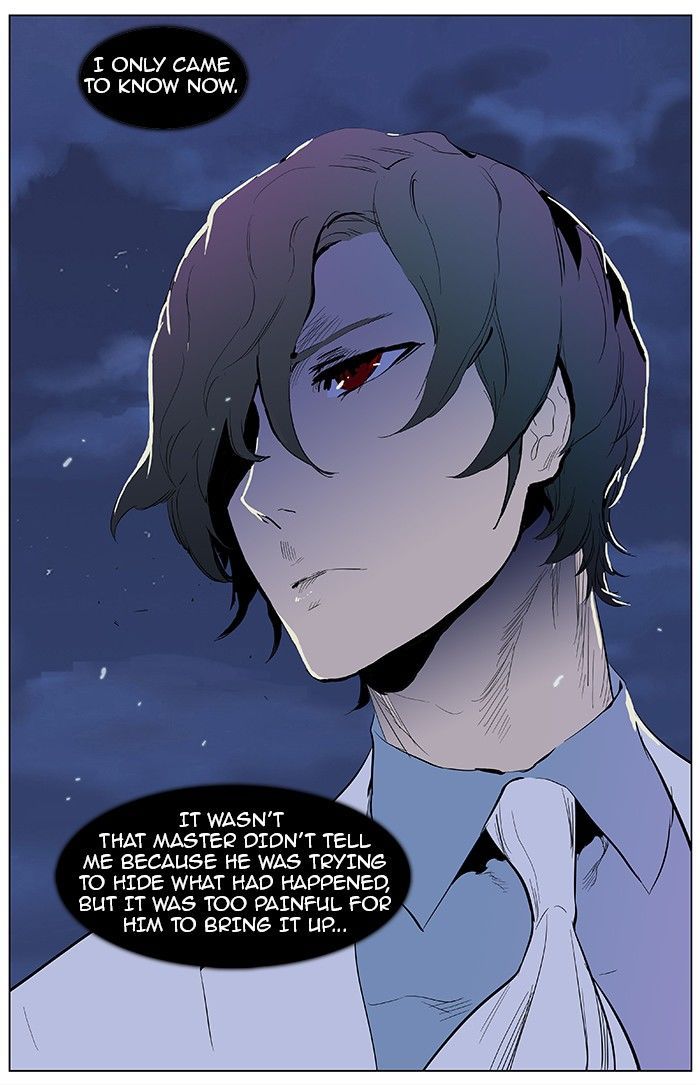 I ONLY CAME
TO KNOW NOW.
IT WASN'T
THAT MASTER DIDN'T TELL
ME BECAUSE HE WAS TRYING
TO HIDE WHAT HAD HAPPENED,
BUT IT WAS TOO PAINFUL FOR
HIM TO BRING IT UP...